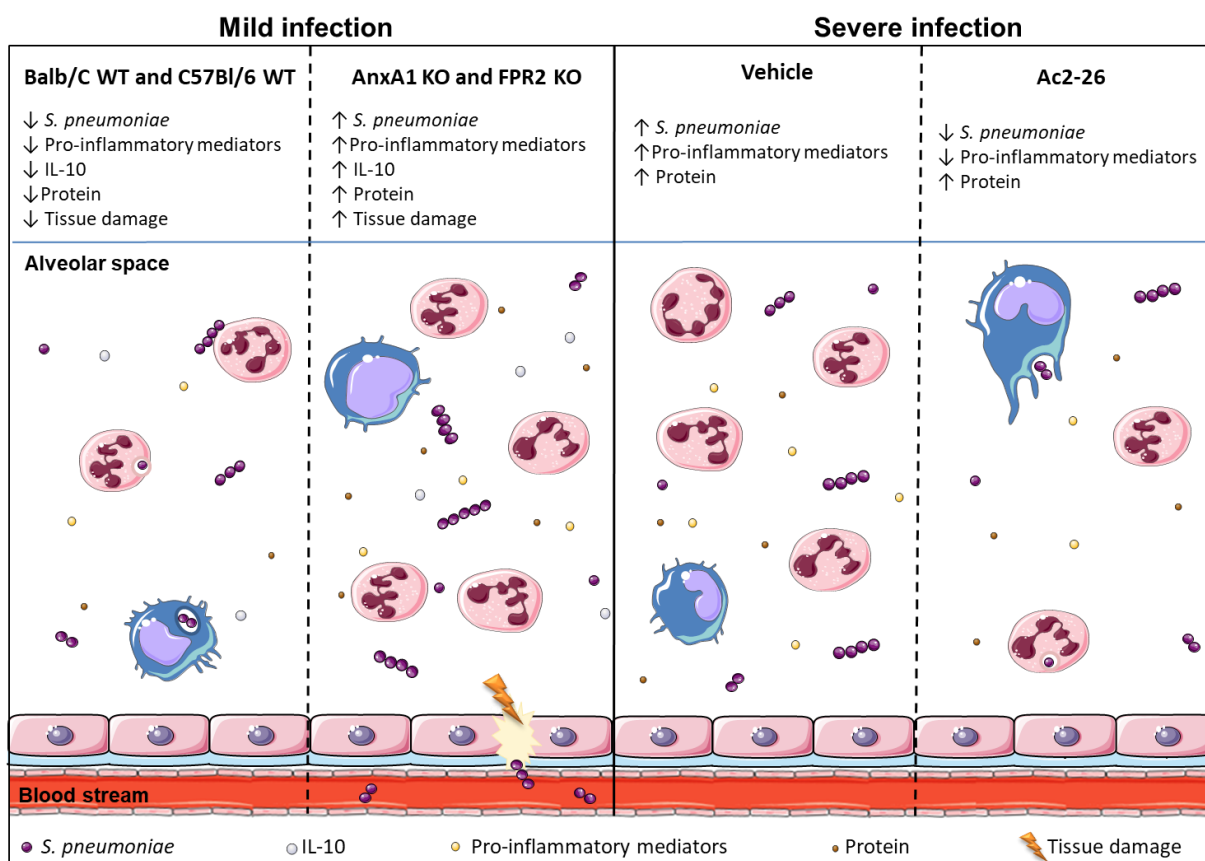 Mild infection
Severe infection
Balb/C WT and C57Bl/6 WT
↓ S. pneumoniae
↓ Pro-inflammatory mediators
↓ IL-10
↓Protein
↓ Tissue damage
AnxA1 KO and FPR2 KO
↑ S. pneumoniae
↑Pro-inflammatory mediators
↑ IL-10
↑ Protein
↑ Tissue damage
Vehicle
↑ S. pneumoniae
↑Pro-inflammatory mediators
↑ Protein
Ac2-26
↓ S. pneumoniae
↓ Pro-inflammatory mediators
↑ Protein
Alveolar space
Blood stream
S. pneumoniae
IL-10
Pro-inflammatory mediators
Protein
Tissue damage